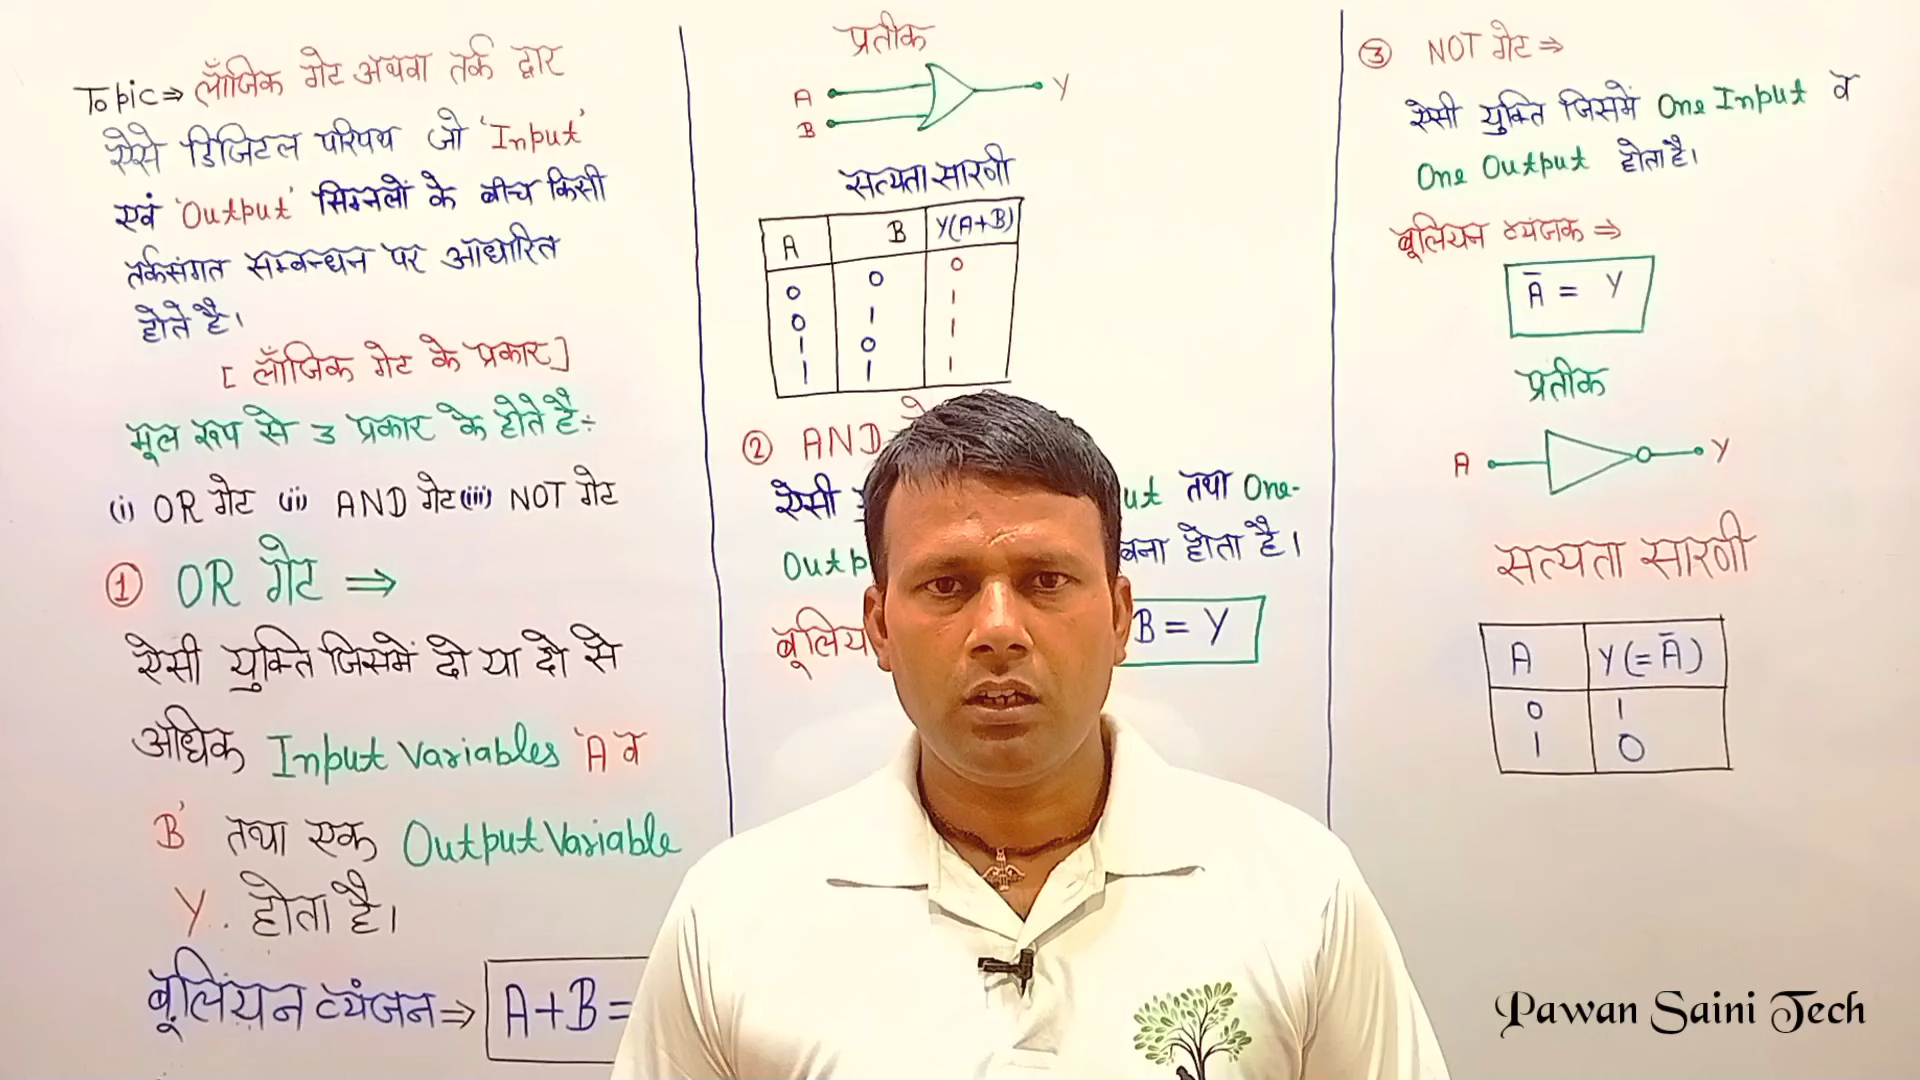 Topic⇒ लॉजिक गेट अथवा तर्क द्वार
ऐसे डिजिटल परिपथ जो 'Input'
एवं 'Output' सिग्नलों के बीच किसी
तर्कसंगत सम्बन्धन पर आधारित
होते है।
[ लॉजिक गेट के प्रकार ]
मूल रूप से 3 प्रकार के होते है÷
(i) OR गेट (ii) AND गेट (iii) NOT गेट
① OR गेट ⇒
ऐसी युक्ति जिसमें दो या दो से
अधिक Input Variables 'A व
B' तथा एक Output Variable
Y. होता है।
बूलियन व्यंजन⇒ A+B=
प्रतीक
A
Y
B
सत्यता सारणी
A B Y(A+B)
0 0 0
0 1 1
1 0 1
1 1 1
② AND
ऐसी ut तथा One-
Outp बना होता है।
बूलिय B = Y
③ NOT गेट ⇒
ऐसी युक्ति जिसमें One Input व
One Output होता है।
बूलियन व्यंजक ⇒
Ā = Y
प्रतीक
A Y
सत्यता सारणी
A Y(=Ā)
0 1
1 0
Pawan Saini Tech